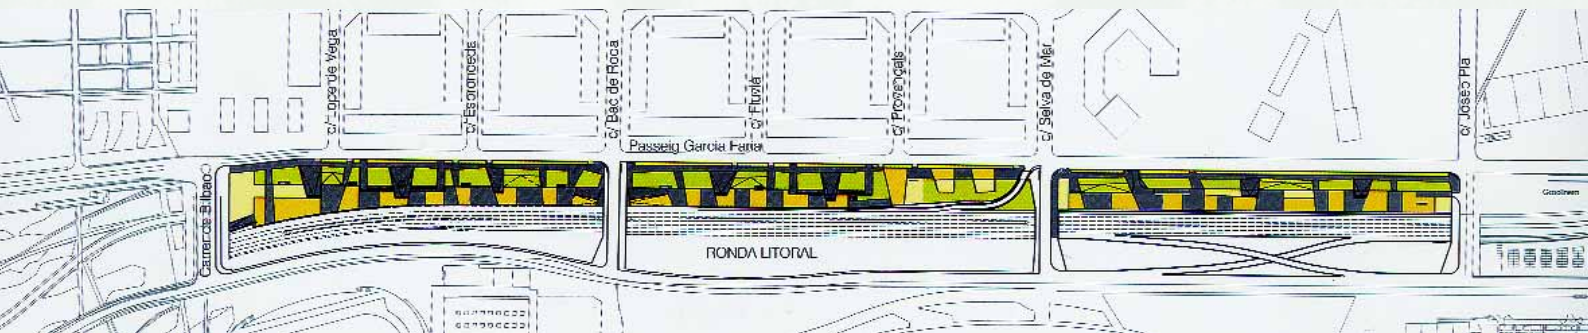 c/ Lope de Vega
c/ Espronceda
c/ Bac de Roda
c/ Fluvià
c/ Provençals
c/ Selva de Mar
c/ Josep Pla
Passeig Garcia Faria
Carrer de Bilbao
RONDA LITORAL